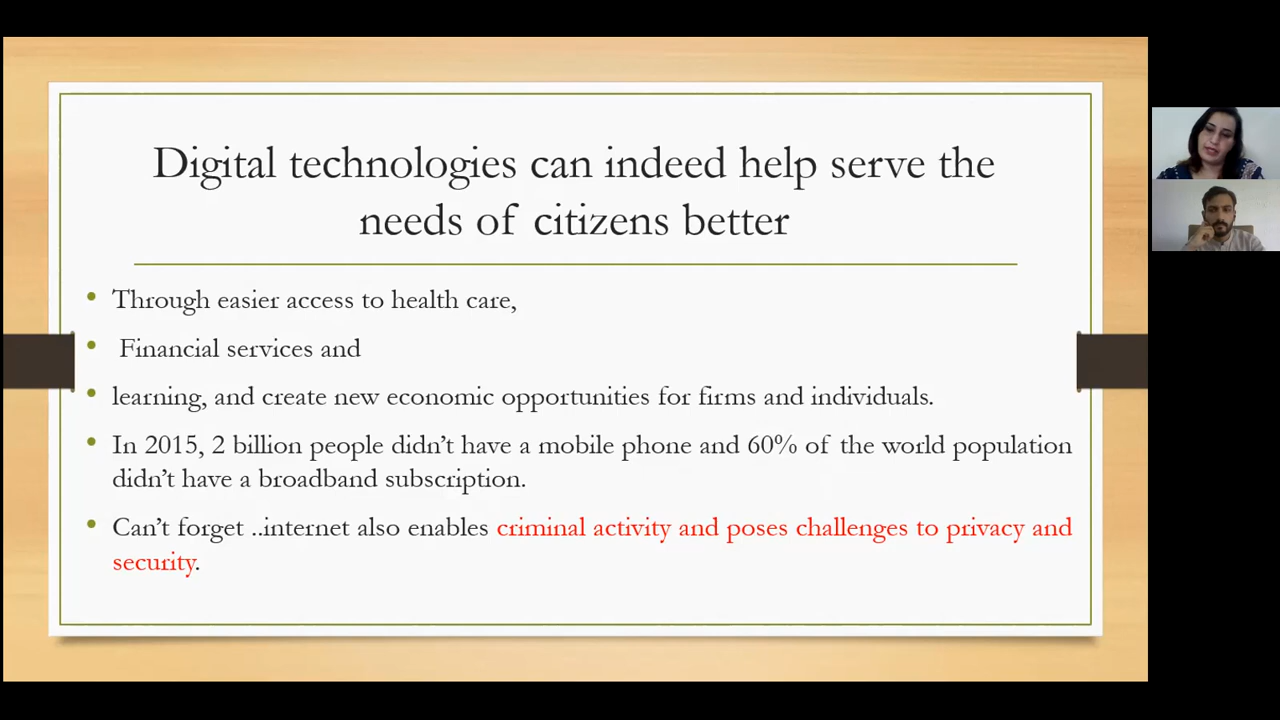 Digital technologies can indeed help serve the
needs of citizens better
• Through easier access to health care,
• Financial services and
• learning, and create new economic opportunities for firms and individuals.
• In 2015, 2 billion people didn’t have a mobile phone and 60% of the world population
didn’t have a broadband subscription.
• Can’t forget ..internet also enables criminal activity and poses challenges to privacy and
security.